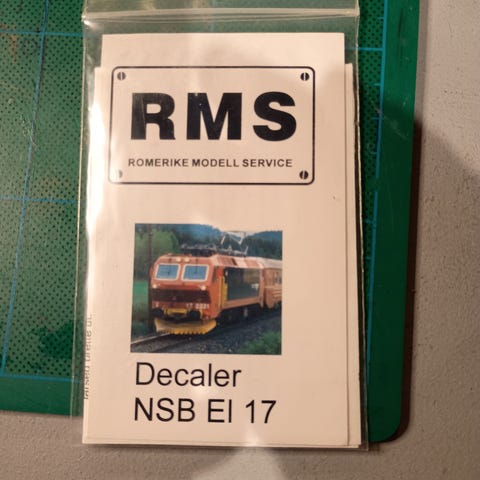 RMS
ROMERIKE MODELL SERVICE
Decaler
NSB El 17